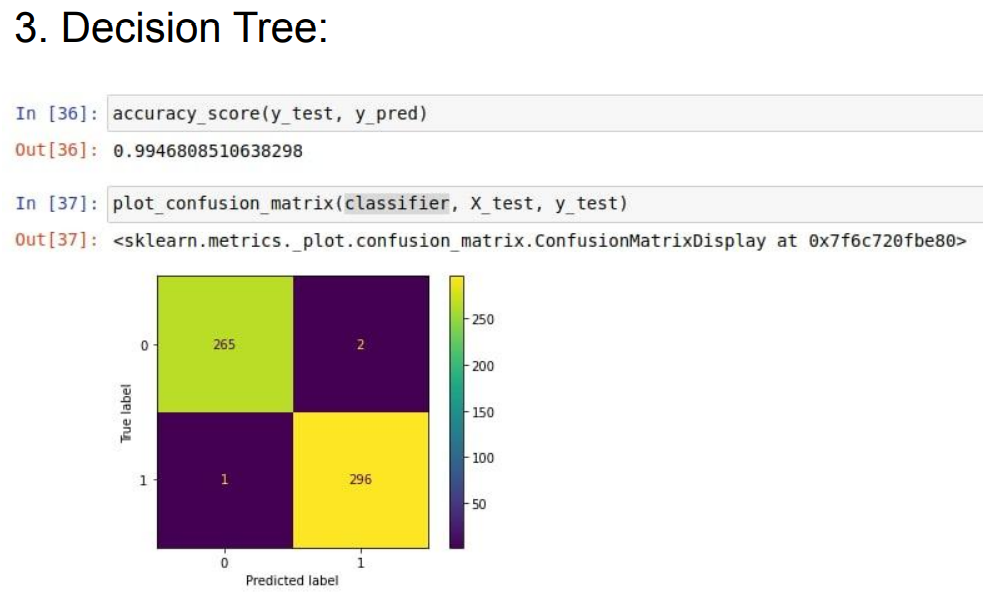 3. Decision Tree:
In [36]: accuracy_score(y_test, y_pred)
Out[36]: 0.9946808510638298
In [37]: plot_confusion_matrix(classifier, X_test, y_test)
Out[37]: <sklearn.metrics._plot.confusion_matrix.ConfusionMatrixDisplay at 0x7f6c720fbe80>
250
0
265
2
200
True label
150
100
1
1
296
50
0
1
Predicted label